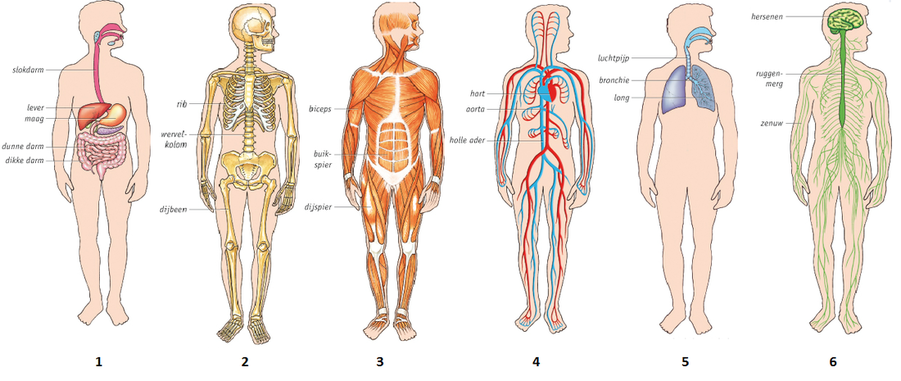 slokdarm
lever
maag
dunne darm
dikke darm
rib
wervel-
kolom
dijbeen
biceps
buik-
spier
dijspier
hart
aorta
holle ader
luchtpijp
bronchie
long
hersenen
ruggen-
merg
zenuw
1
2
3
4
5
6